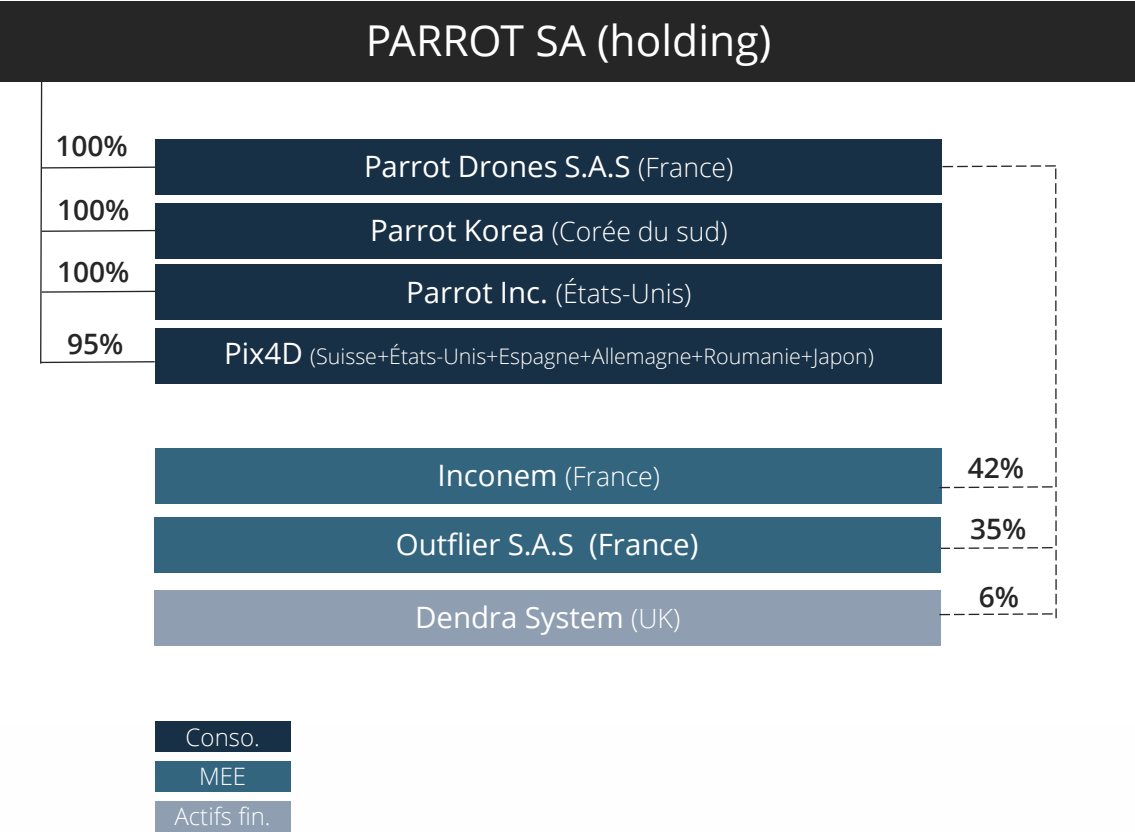 PARROT SA (holding)
100%
Parrot Drones S.A.S (France)
100%
Parrot Korea (Corée du sud)
100%
Parrot Inc. (États-Unis)
95%
Pix4D (Suisse+États-Unis+Espagne+Allemagne+Roumanie+Japon)
Inconem (France)
42%
Outflier S.A.S (France)
35%
Dendra System (UK)
6%
Conso.
MEE
Actifs fin.